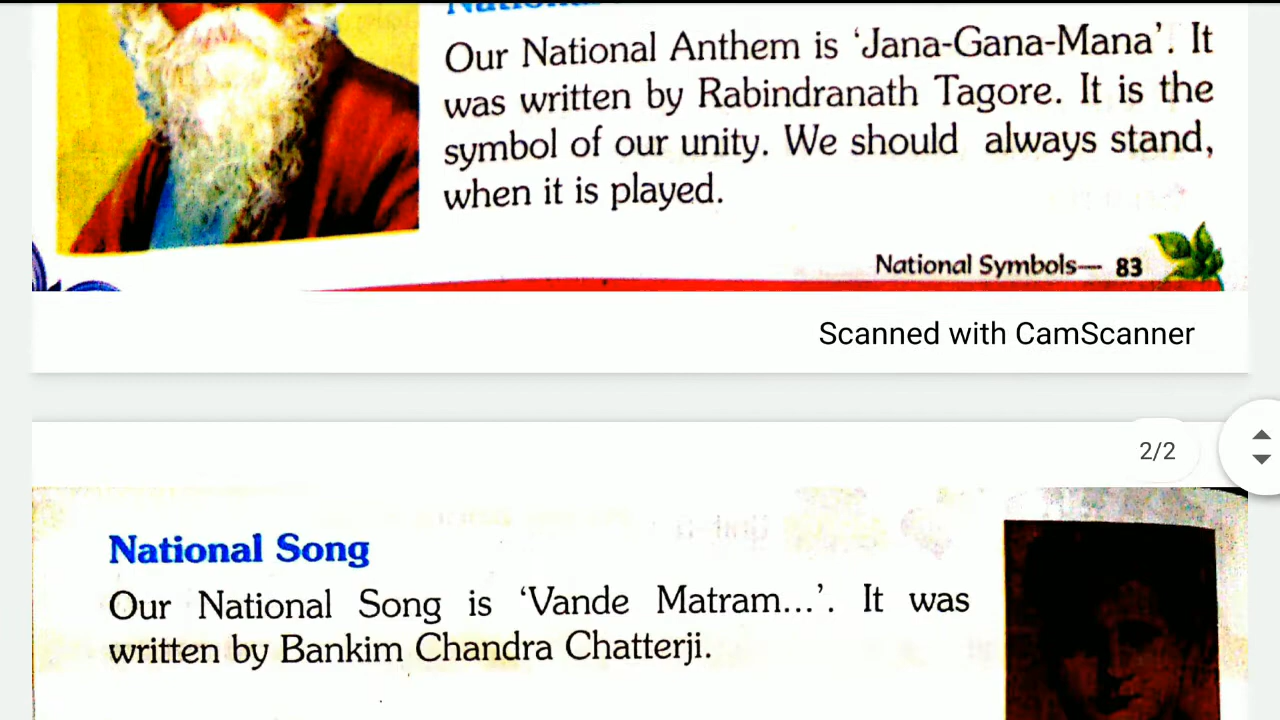 Our National Anthem is ‘Jana-Gana-Mana’. It
was written by Rabindranath Tagore. It is the
symbol of our unity. We should always stand,
when it is played.
National Symbols— 83
Scanned with CamScanner
2/2
National Song
Our National Song is ‘Vande Matram...’. It was
written by Bankim Chandra Chatterji.